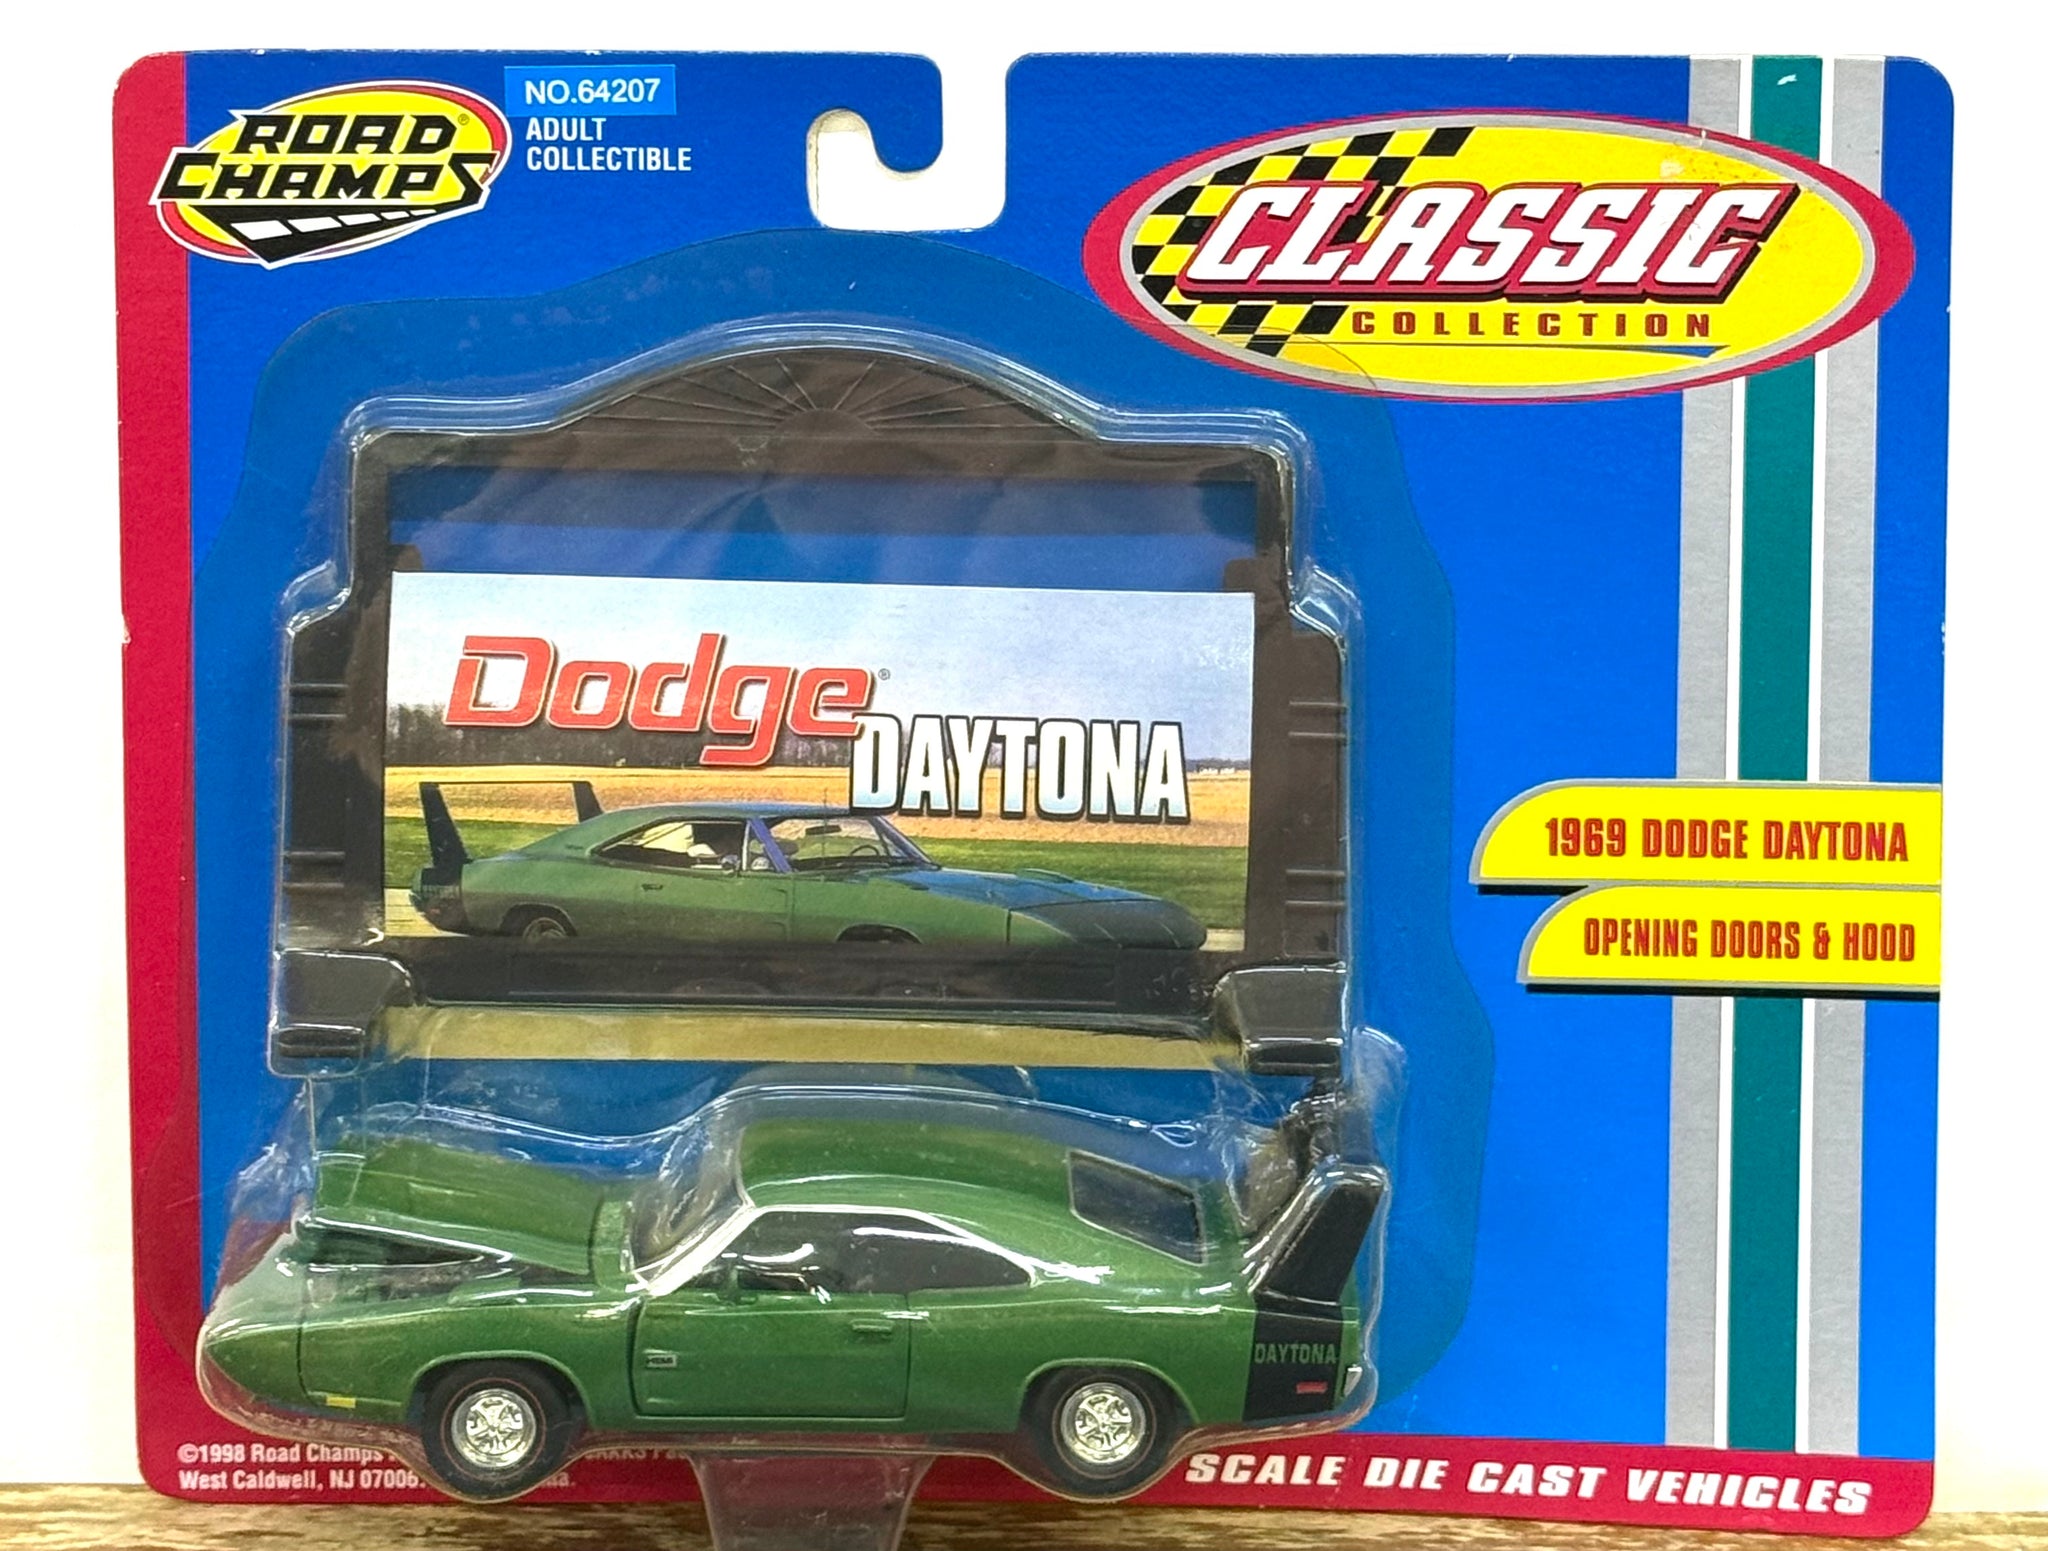 ROAD CHAMPS®
NO.64207
ADULT
COLLECTIBLE
CLASSIC
COLLECTION
Dodge®
DAYTONA
1969 DODGE DAYTONA
OPENING DOORS & HOOD
DAYTONA
©1998 Road Champs
West Caldwell, NJ 07006.
SCALE DIE CAST VEHICLES